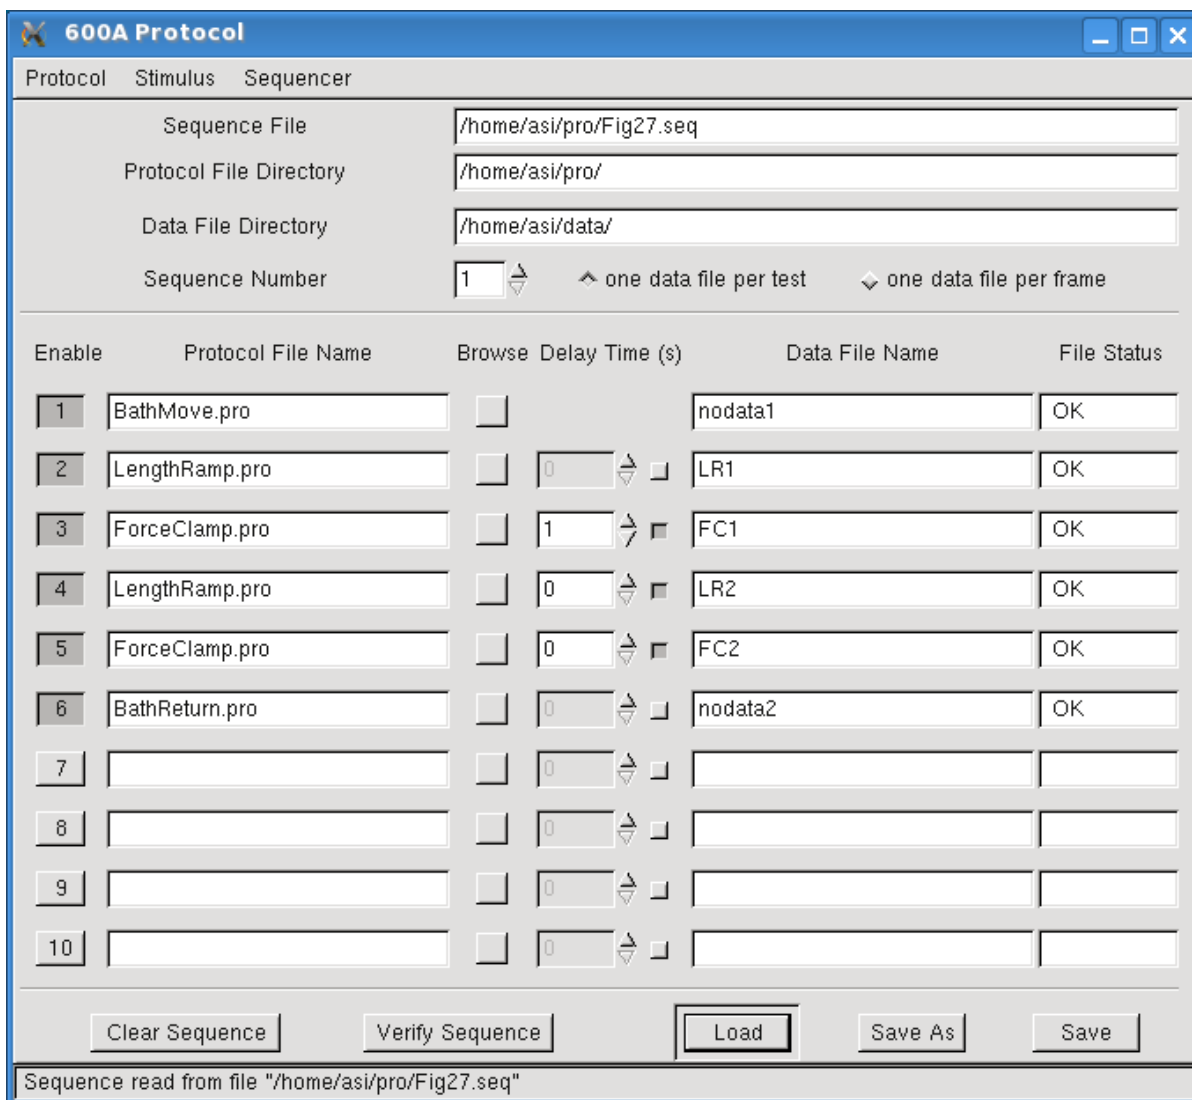 600A Protocol
Protocol Stimulus Sequencer
Sequence File /home/asi/pro/Fig27.seq
Protocol File Directory /home/asi/pro/
Data File Directory /home/asi/data/
Sequence Number 1 one data file per test one data file per frame
Enable Protocol File Name Browse Delay Time (s) Data File Name File Status
1 BathMove.pro nodata1 OK
2 LengthRamp.pro 0 LR1 OK
3 ForceClamp.pro 1 FC1 OK
4 LengthRamp.pro 0 LR2 OK
5 ForceClamp.pro 0 FC2 OK
6 BathReturn.pro 0 nodata2 OK
7 0
8 0
9 0
10 0
Clear Sequence Verify Sequence Load Save As Save
Sequence read from file "/home/asi/pro/Fig27.seq"